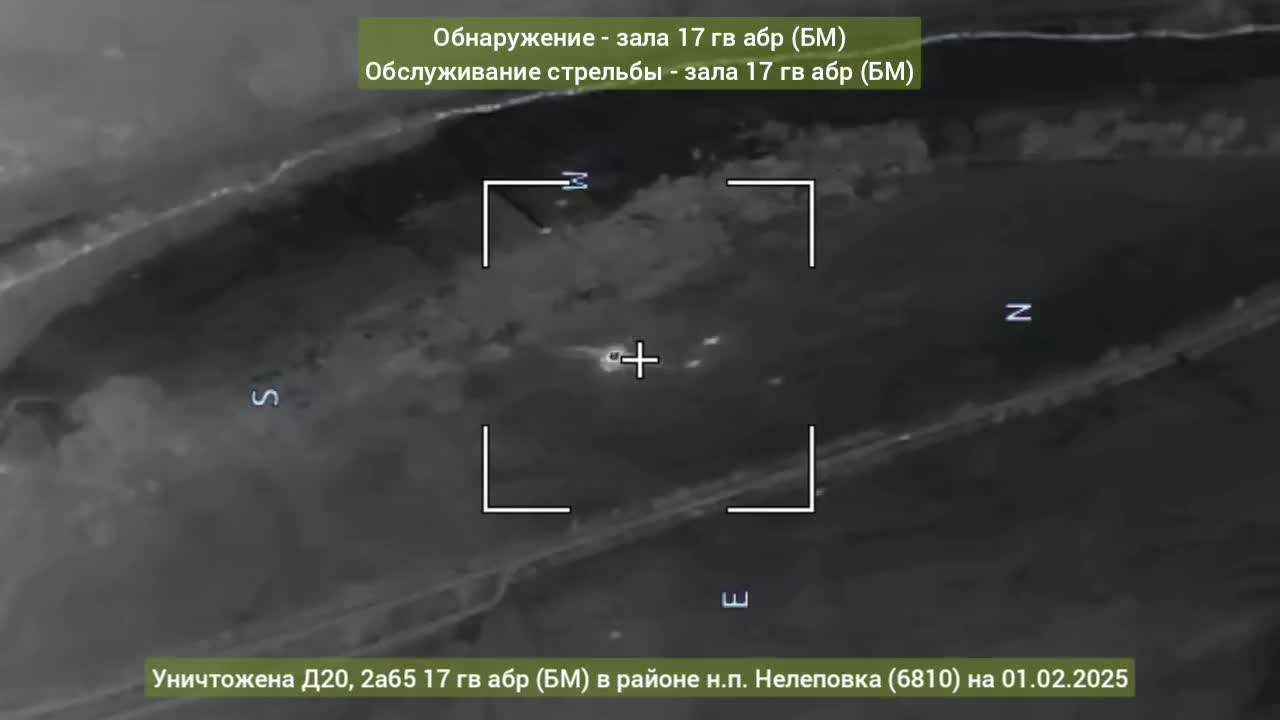 Обнаружение - зала 17 гв абр (БМ)
Обслуживание стрельбы - зала 17 гв абр (БМ)
W
N
S
E
Уничтожена Д20, 2а65 17 гв абр (БМ) в районе н.п. Нелеповка (6810) на 01.02.2025